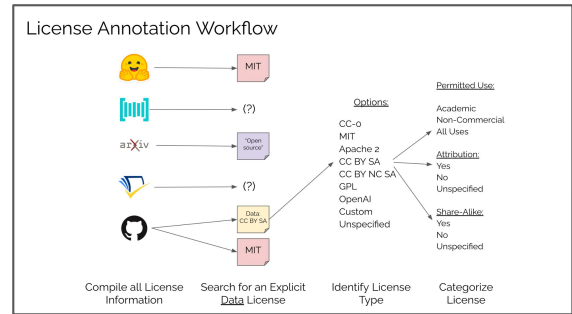 License Annotation Workflow
MIT
(?)
arXiv
"Open
source"
(?)
Data:
CC BY SA
MIT
Options:
CC-0
MIT
Apache 2
CC BY SA
CC BY NC SA
GPL
OpenAI
Custom
Unspecified
Permitted Use:
Academic
Non-Commercial
All Uses
Attribution:
Yes
No
Unspecified
Share-Alike:
Yes
No
Unspecified
Compile all License
Information
Search for an Explicit
Data License
Identify License
Type
Categorize
License